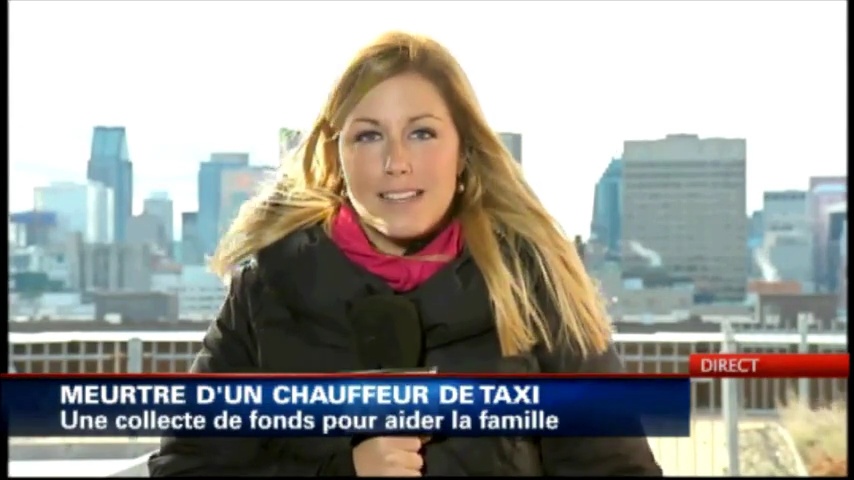 DIRECT
MEURTRE D'UN CHAUFFEUR DE TAXI
Une collecte de fonds pour aider la famille